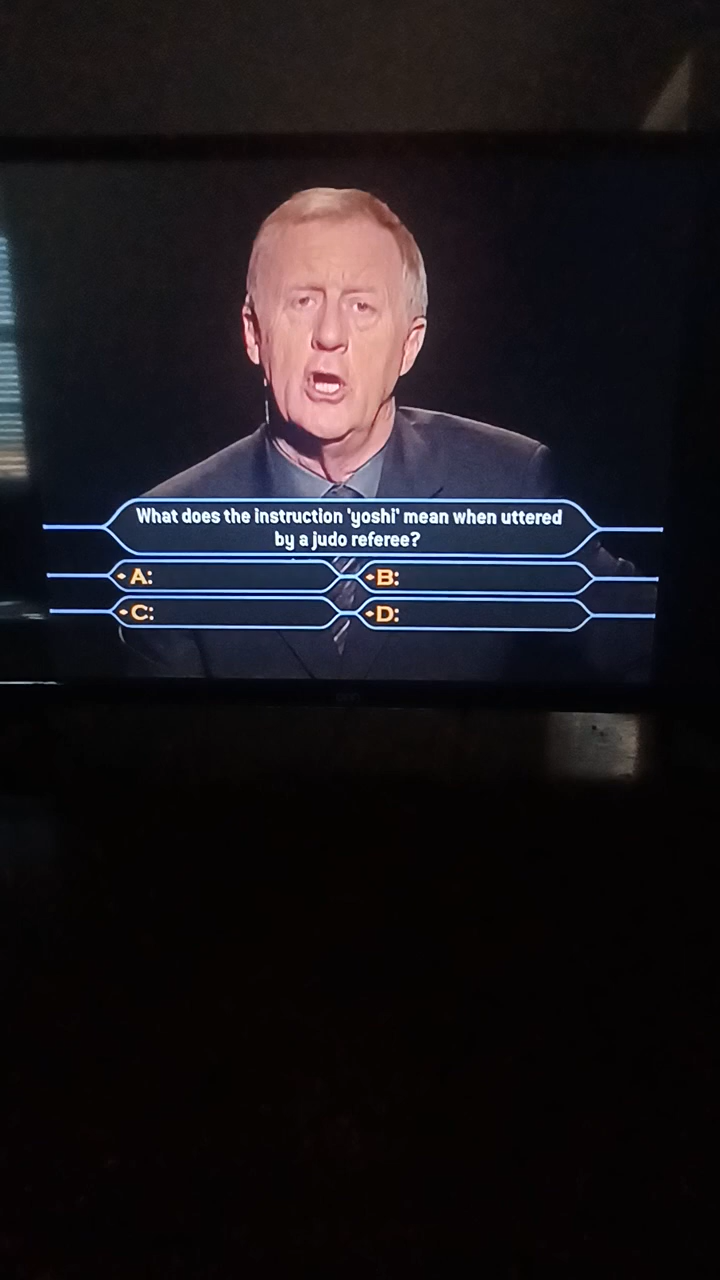 What does the instruction 'yoshi' mean when uttered
by a judo referee?
A:
B:
C:
D: